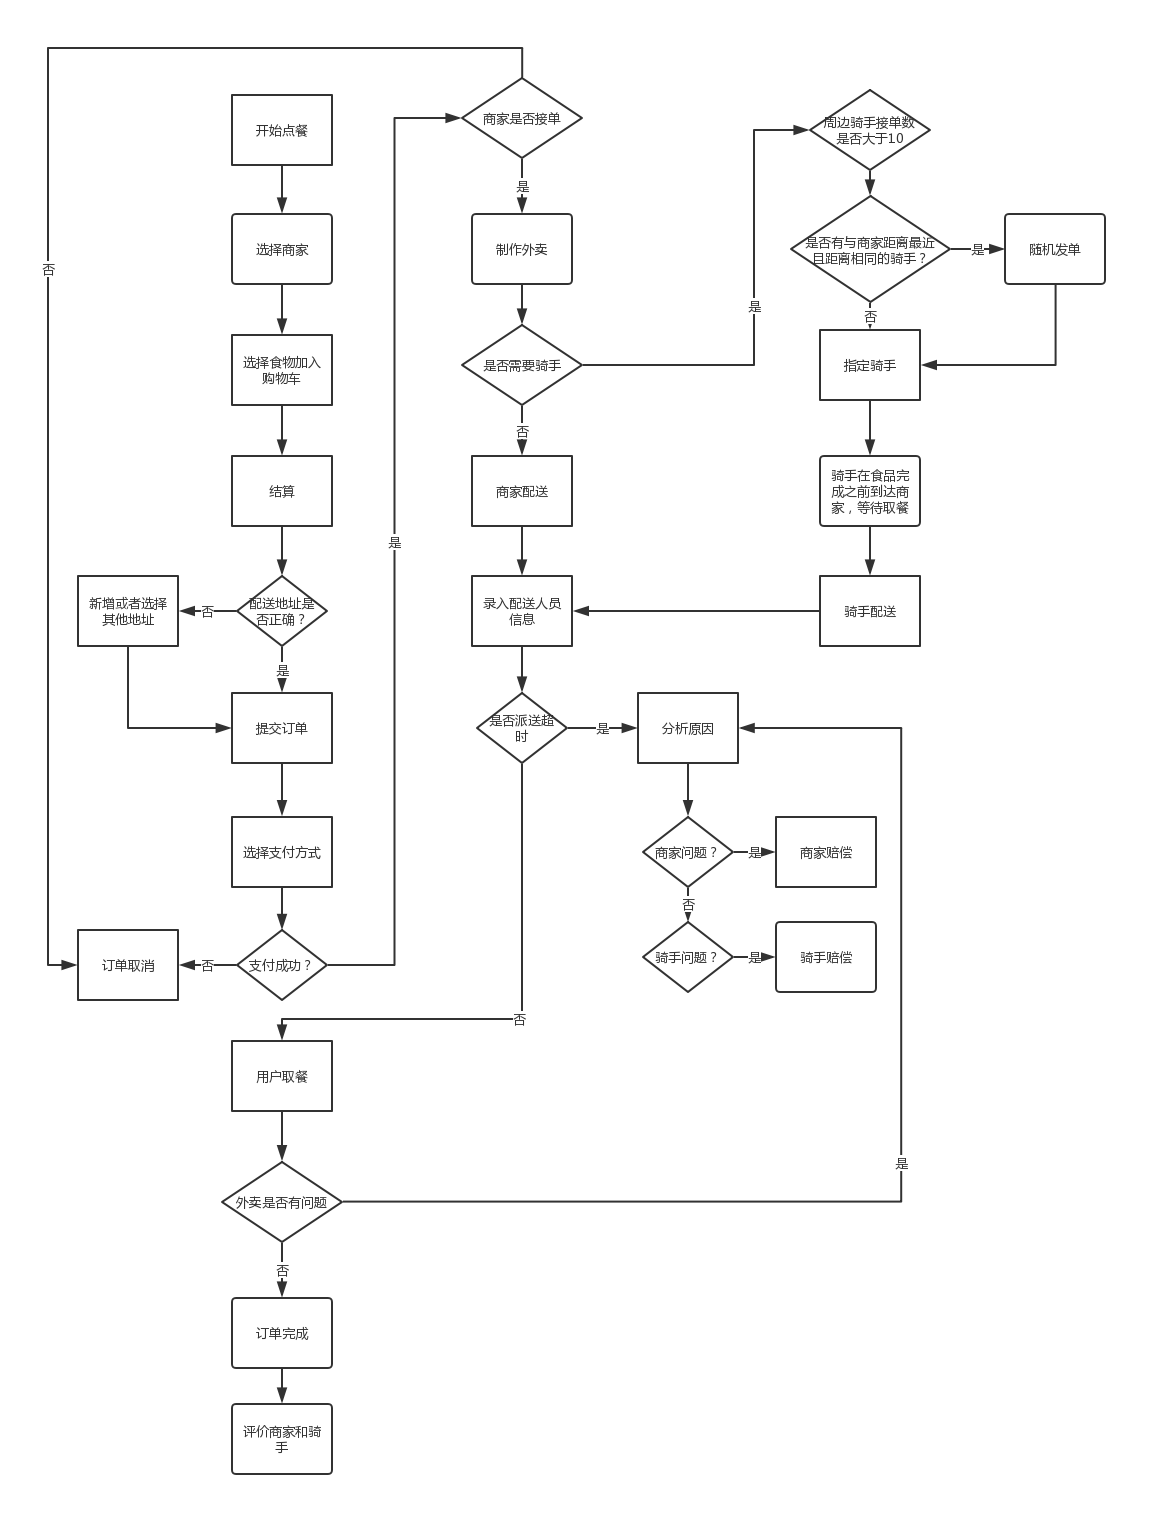 开始点餐
选择商家
选择食物加入
购物车
结算
配送地址是
否正确？
否
新增或者选择
其他地址
是
提交订单
选择支付方式
支付成功？
否
订单取消
是
商家是否接单
否
是
制作外卖
是否需要骑手
是
否
商家配送
录入配送人员
信息
周边骑手接单数
是否大于10
是否有与商家距离最近
且距离相同的骑手？
是
随机发单
否
指定骑手
骑手在食品完
成之前到达商
家，等待取餐
骑手配送
是否派送超
时
是
分析原因
商家问题？
是
商家赔偿
否
骑手问题？
是
骑手赔偿
否
用户取餐
外卖是否有问题
是
否
订单完成
评价商家和骑
手